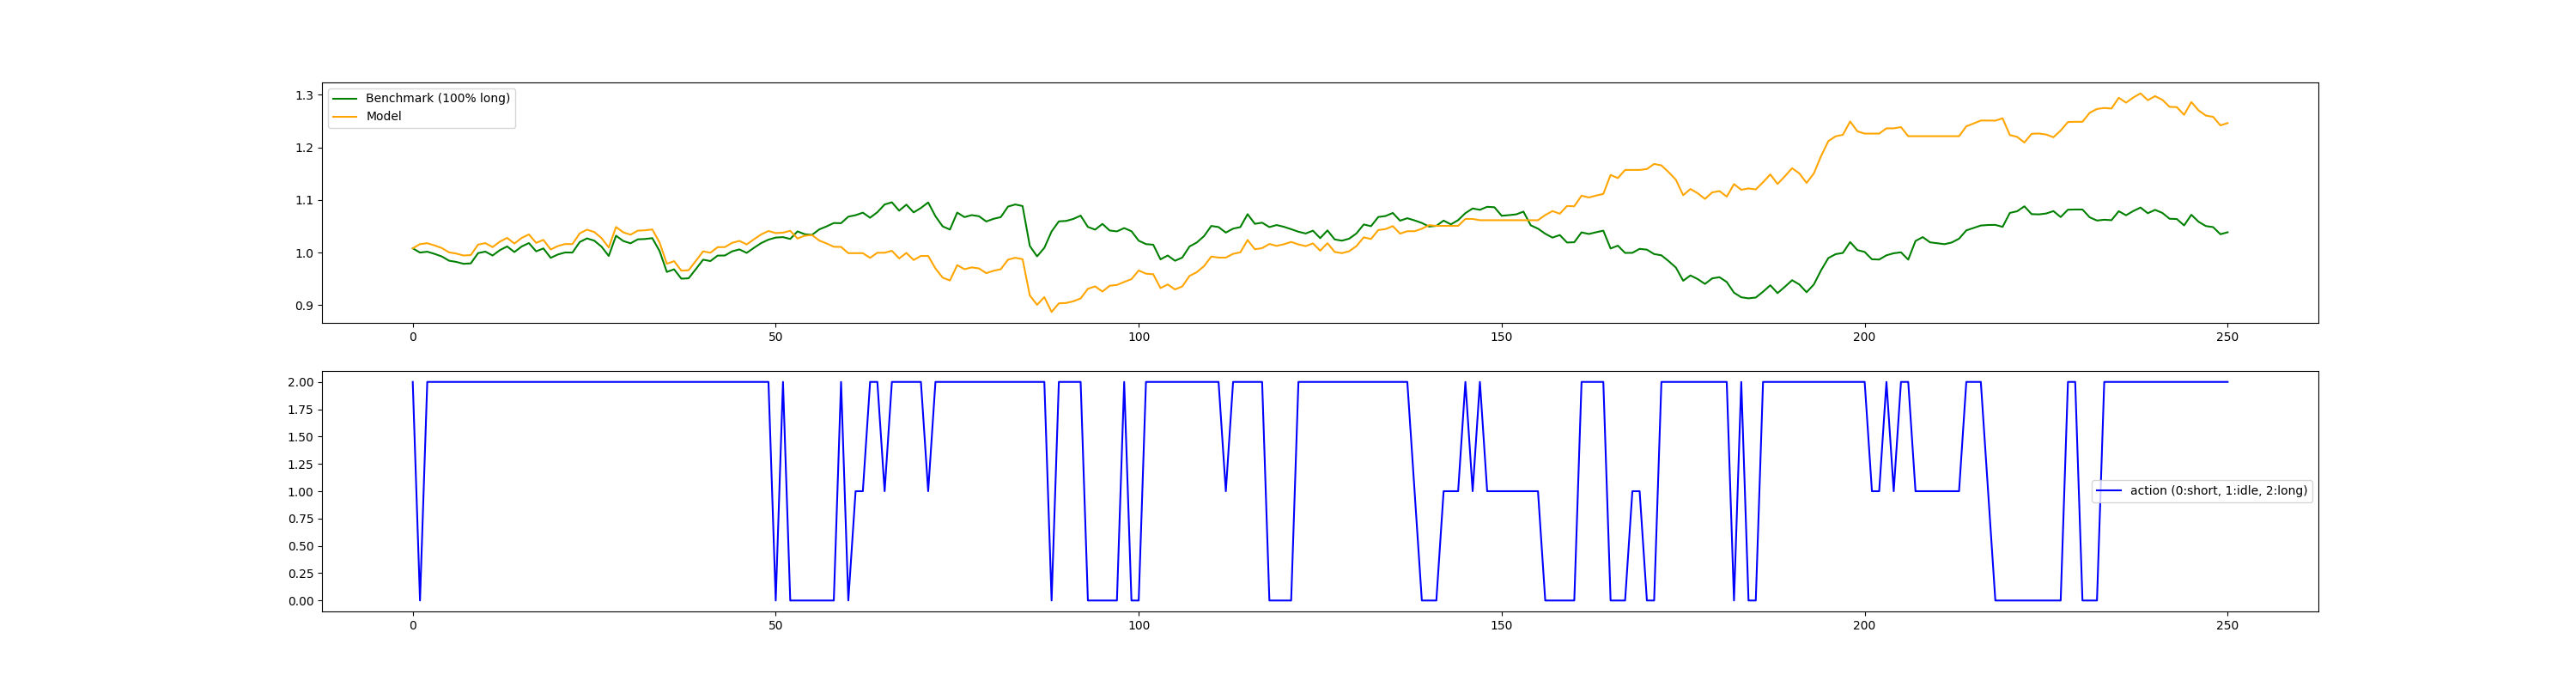 1.3
1.2
1.1
1.0
0.9
Benchmark (100% long)
Model
0 50 100 150 200 250
2.00
1.75
1.50
1.25
1.00
0.75
0.50
0.25
0.00
action (0:short, 1:idle, 2:long)
0 50 100 150 200 250